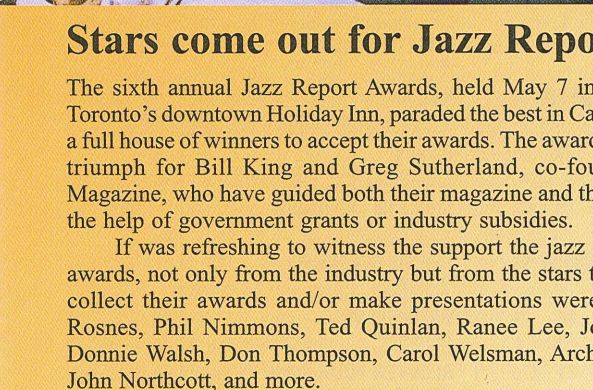 Stars come out for Jazz Repo
The sixth annual Jazz Report Awards, held May 7 in
Toronto's downtown Holiday Inn, paraded the best in Ca
a full house of winners to accept their awards. The award
triumph for Bill King and Greg Sutherland, co-fou
Magazine, who have guided both their magazine and th
the help of government grants or industry subsidies.
If was refreshing to witness the support the jazz
awards, not only from the industry but from the stars t
collect their awards and/or make presentations were
Rosnes, Phil Nimmons, Ted Quinlan, Ranee Lee, Jo
Donnie Walsh, Don Thompson, Carol Welsman, Arch
John Northcott, and more.